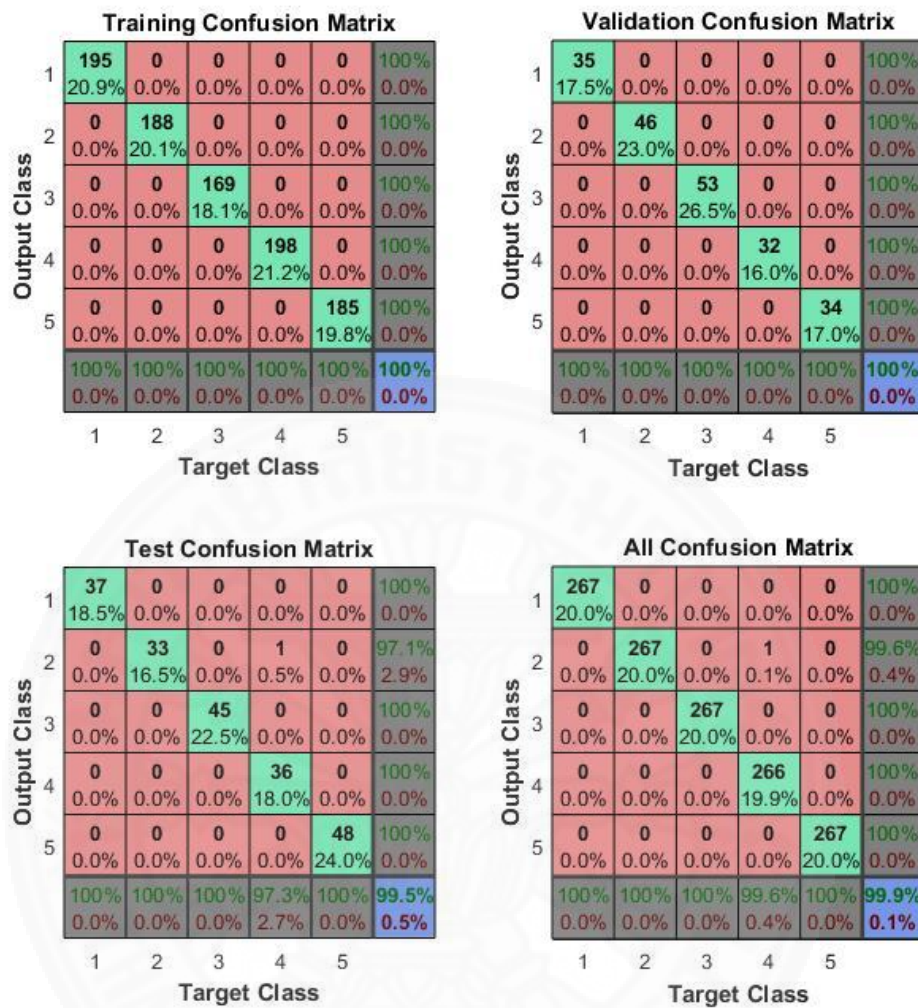 Training Confusion Matrix
Output Class
1 195 0 0 0 0 100%
20.9% 0.0% 0.0% 0.0% 0.0% 0.0%
2 0 188 0 0 0 100%
0.0% 20.1% 0.0% 0.0% 0.0% 0.0%
3 0 0 169 0 0 100%
0.0% 0.0% 18.1% 0.0% 0.0% 0.0%
4 0 0 0 198 0 100%
0.0% 0.0% 0.0% 21.2% 0.0% 0.0%
5 0 0 0 0 185 100%
0.0% 0.0% 0.0% 0.0% 19.8% 0.0%
100% 100% 100% 100% 100% 100%
0.0% 0.0% 0.0% 0.0% 0.0% 0.0%
1 2 3 4 5
Target Class
Validation Confusion Matrix
Output Class
1 35 0 0 0 0 100%
17.5% 0.0% 0.0% 0.0% 0.0% 0.0%
2 0 46 0 0 0 100%
0.0% 23.0% 0.0% 0.0% 0.0% 0.0%
3 0 0 53 0 0 100%
0.0% 0.0% 26.5% 0.0% 0.0% 0.0%
4 0 0 0 32 0 100%
0.0% 0.0% 0.0% 16.0% 0.0% 0.0%
5 0 0 0 0 34 100%
0.0% 0.0% 0.0% 0.0% 17.0% 0.0%
100% 100% 100% 100% 100% 100%
0.0% 0.0% 0.0% 0.0% 0.0% 0.0%
1 2 3 4 5
Target Class
Test Confusion Matrix
Output Class
1 37 0 0 0 0 100%
18.5% 0.0% 0.0% 0.0% 0.0% 0.0%
2 0 33 0 1 0 97.1%
0.0% 16.5% 0.0% 0.5% 0.0% 2.9%
3 0 0 45 0 0 100%
0.0% 0.0% 22.5% 0.0% 0.0% 0.0%
4 0 0 0 36 0 100%
0.0% 0.0% 0.0% 18.0% 0.0% 0.0%
5 0 0 0 0 48 100%
0.0% 0.0% 0.0% 0.0% 24.0% 0.0%
100% 100% 100% 97.3% 100% 99.5%
0.0% 0.0% 0.0% 2.7% 0.0% 0.5%
1 2 3 4 5
Target Class
All Confusion Matrix
Output Class
1 267 0 0 0 0 100%
20.0% 0.0% 0.0% 0.0% 0.0% 0.0%
2 0 267 0 1 0 99.6%
0.0% 20.0% 0.0% 0.1% 0.0% 0.4%
3 0 0 267 0 0 100%
0.0% 0.0% 20.0% 0.0% 0.0% 0.0%
4 0 0 0 266 0 100%
0.0% 0.0% 0.0% 19.9% 0.0% 0.0%
5 0 0 0 0 267 100%
0.0% 0.0% 0.0% 0.0% 20.0% 0.0%
100% 100% 100% 99.6% 100% 99.9%
0.0% 0.0% 0.0% 0.4% 0.0% 0.1%
1 2 3 4 5
Target Class